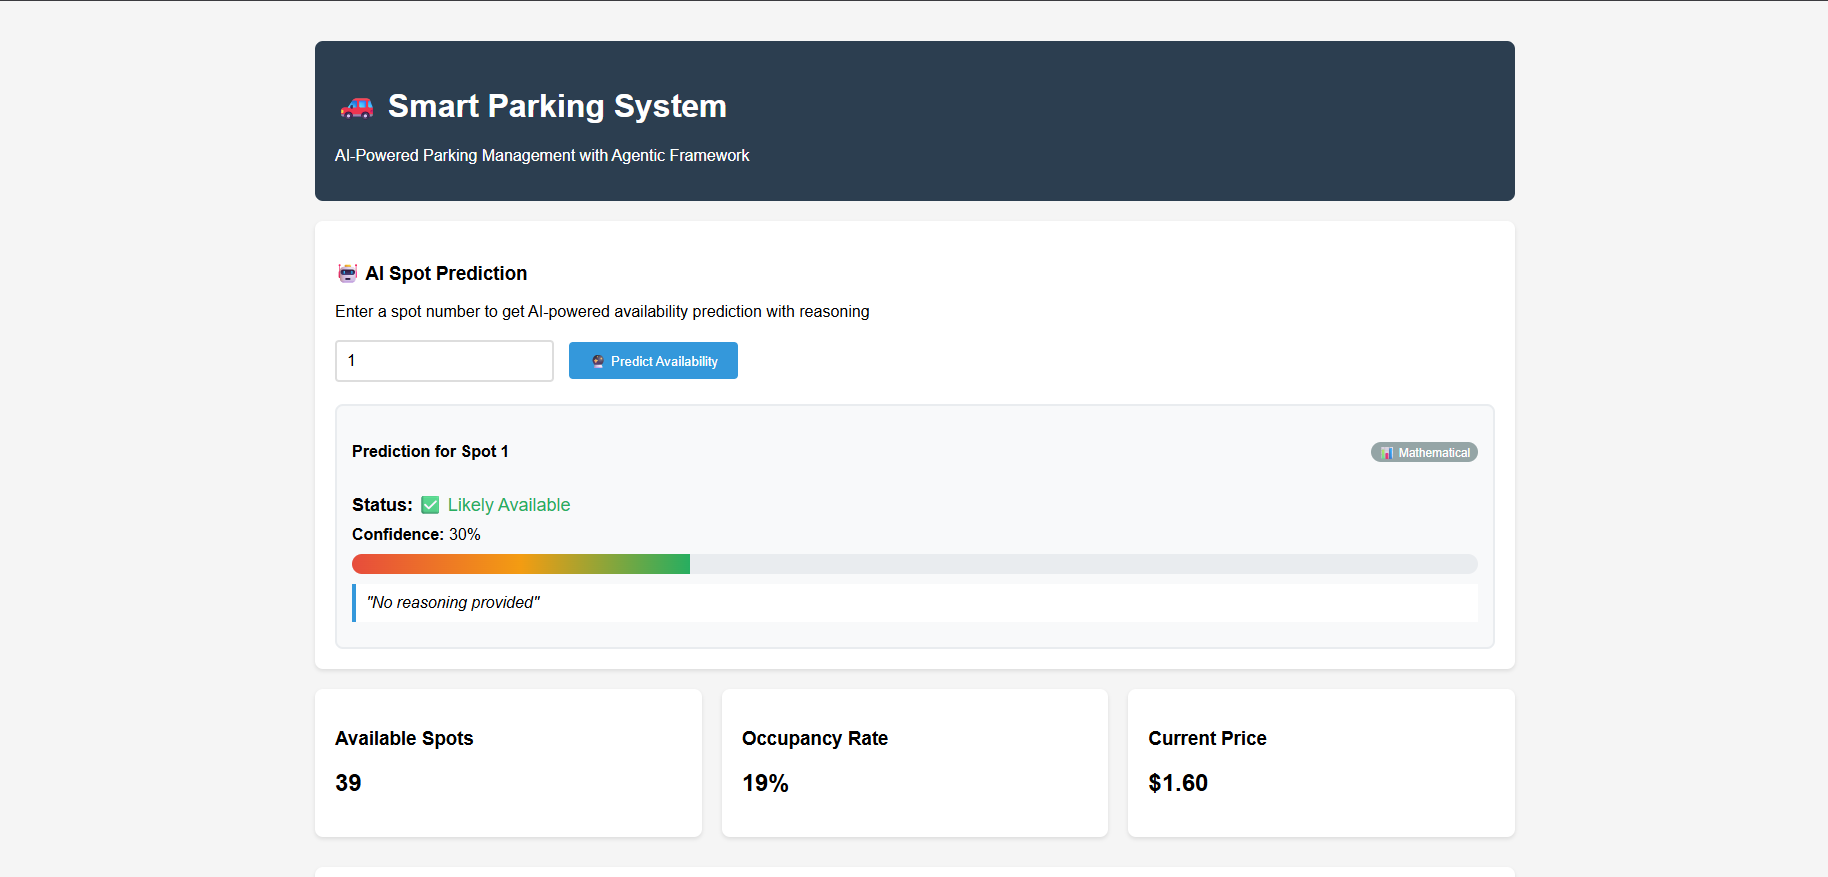 🚗 Smart Parking System
AI-Powered Parking Management with Agentic Framework
🤖 AI Spot Prediction
Enter a spot number to get AI-powered availability prediction with reasoning
1
🔮 Predict Availability
Prediction for Spot 1
📊 Mathematical
Status: ✅ Likely Available
Confidence: 30%
"No reasoning provided"
Available Spots
39
Occupancy Rate
19%
Current Price
$1.60